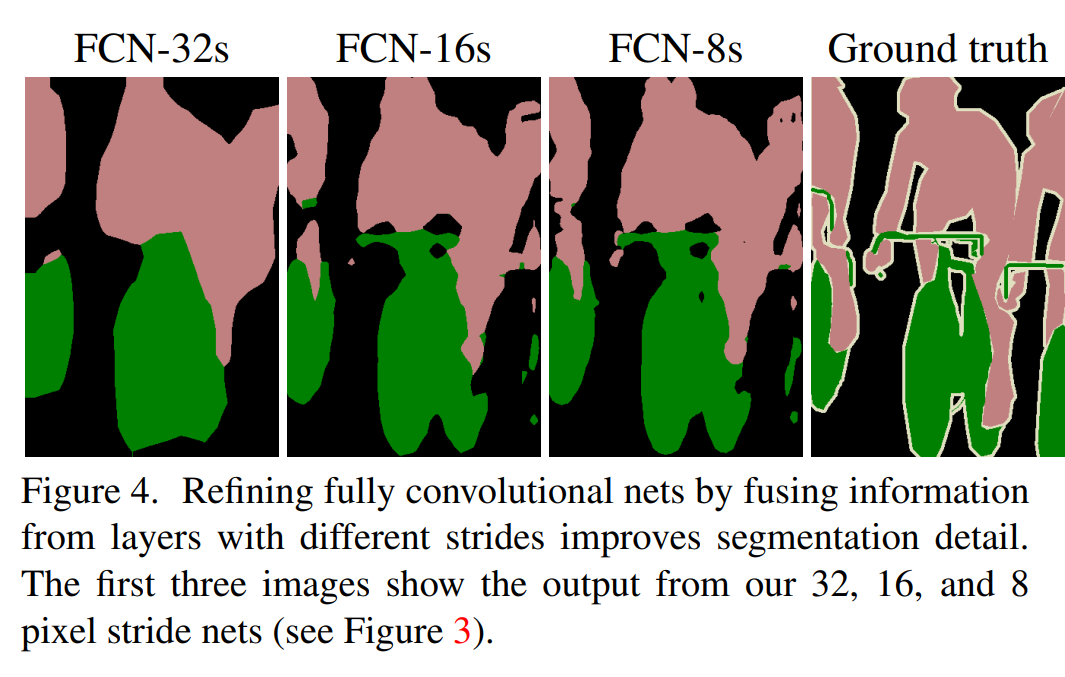 FCN-32s FCN-16s FCN-8s Ground truth
Figure 4. Refining fully convolutional nets by fusing information
from layers with different strides improves segmentation detail.
The first three images show the output from our 32, 16, and 8
pixel stride nets (see Figure 3).